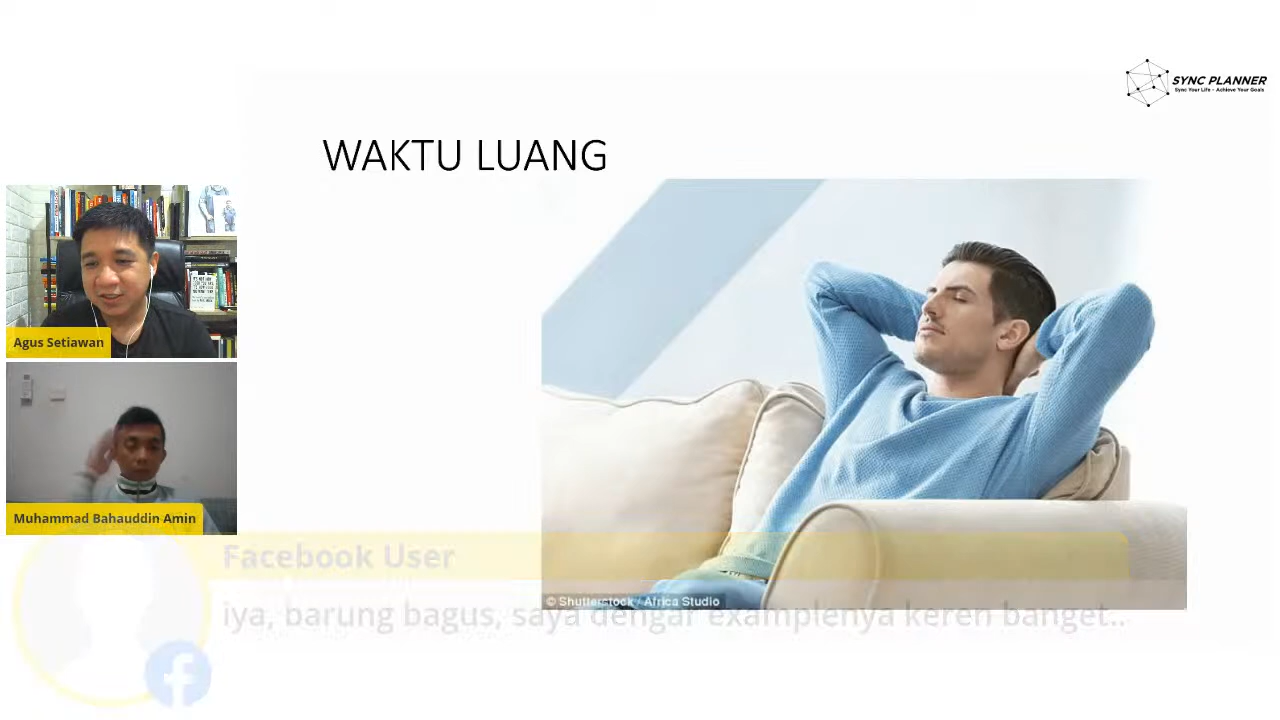 SYNC PLANNER
Sync Your Life - Achieve Your Goals
WAKTU LUANG
Agus Setiawan
Muhammad Bahauddin Amin
© Shutterstock / Africa Studio
Facebook User
iya, barung bagus, saya dengar examplenya keren banget..